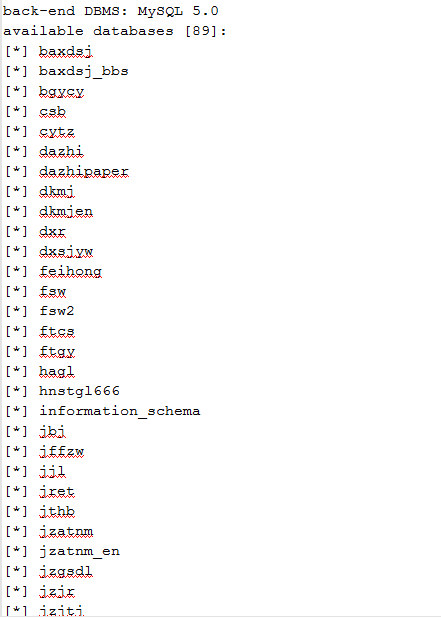 back-end DBMS: MySQL 5.0
available databases [89]:
[*] baxdsj
[*] baxdsj_bbs
[*] bgycy
[*] csb
[*] cytz
[*] dazhi
[*] dazhipaper
[*] dkmj
[*] dkmjen
[*] dxr
[*] dxsjyw
[*] feihong
[*] fsw
[*] fsw2
[*] ftcs
[*] ftgy
[*] hagl
[*] hnstgl666
[*] information_schema
[*] jbj
[*] jffzw
[*] jjl
[*] jret
[*] jthb
[*] jzatnm
[*] jzatnm_en
[*] jzgsdl
[*] jzjr
[*] jzjtj